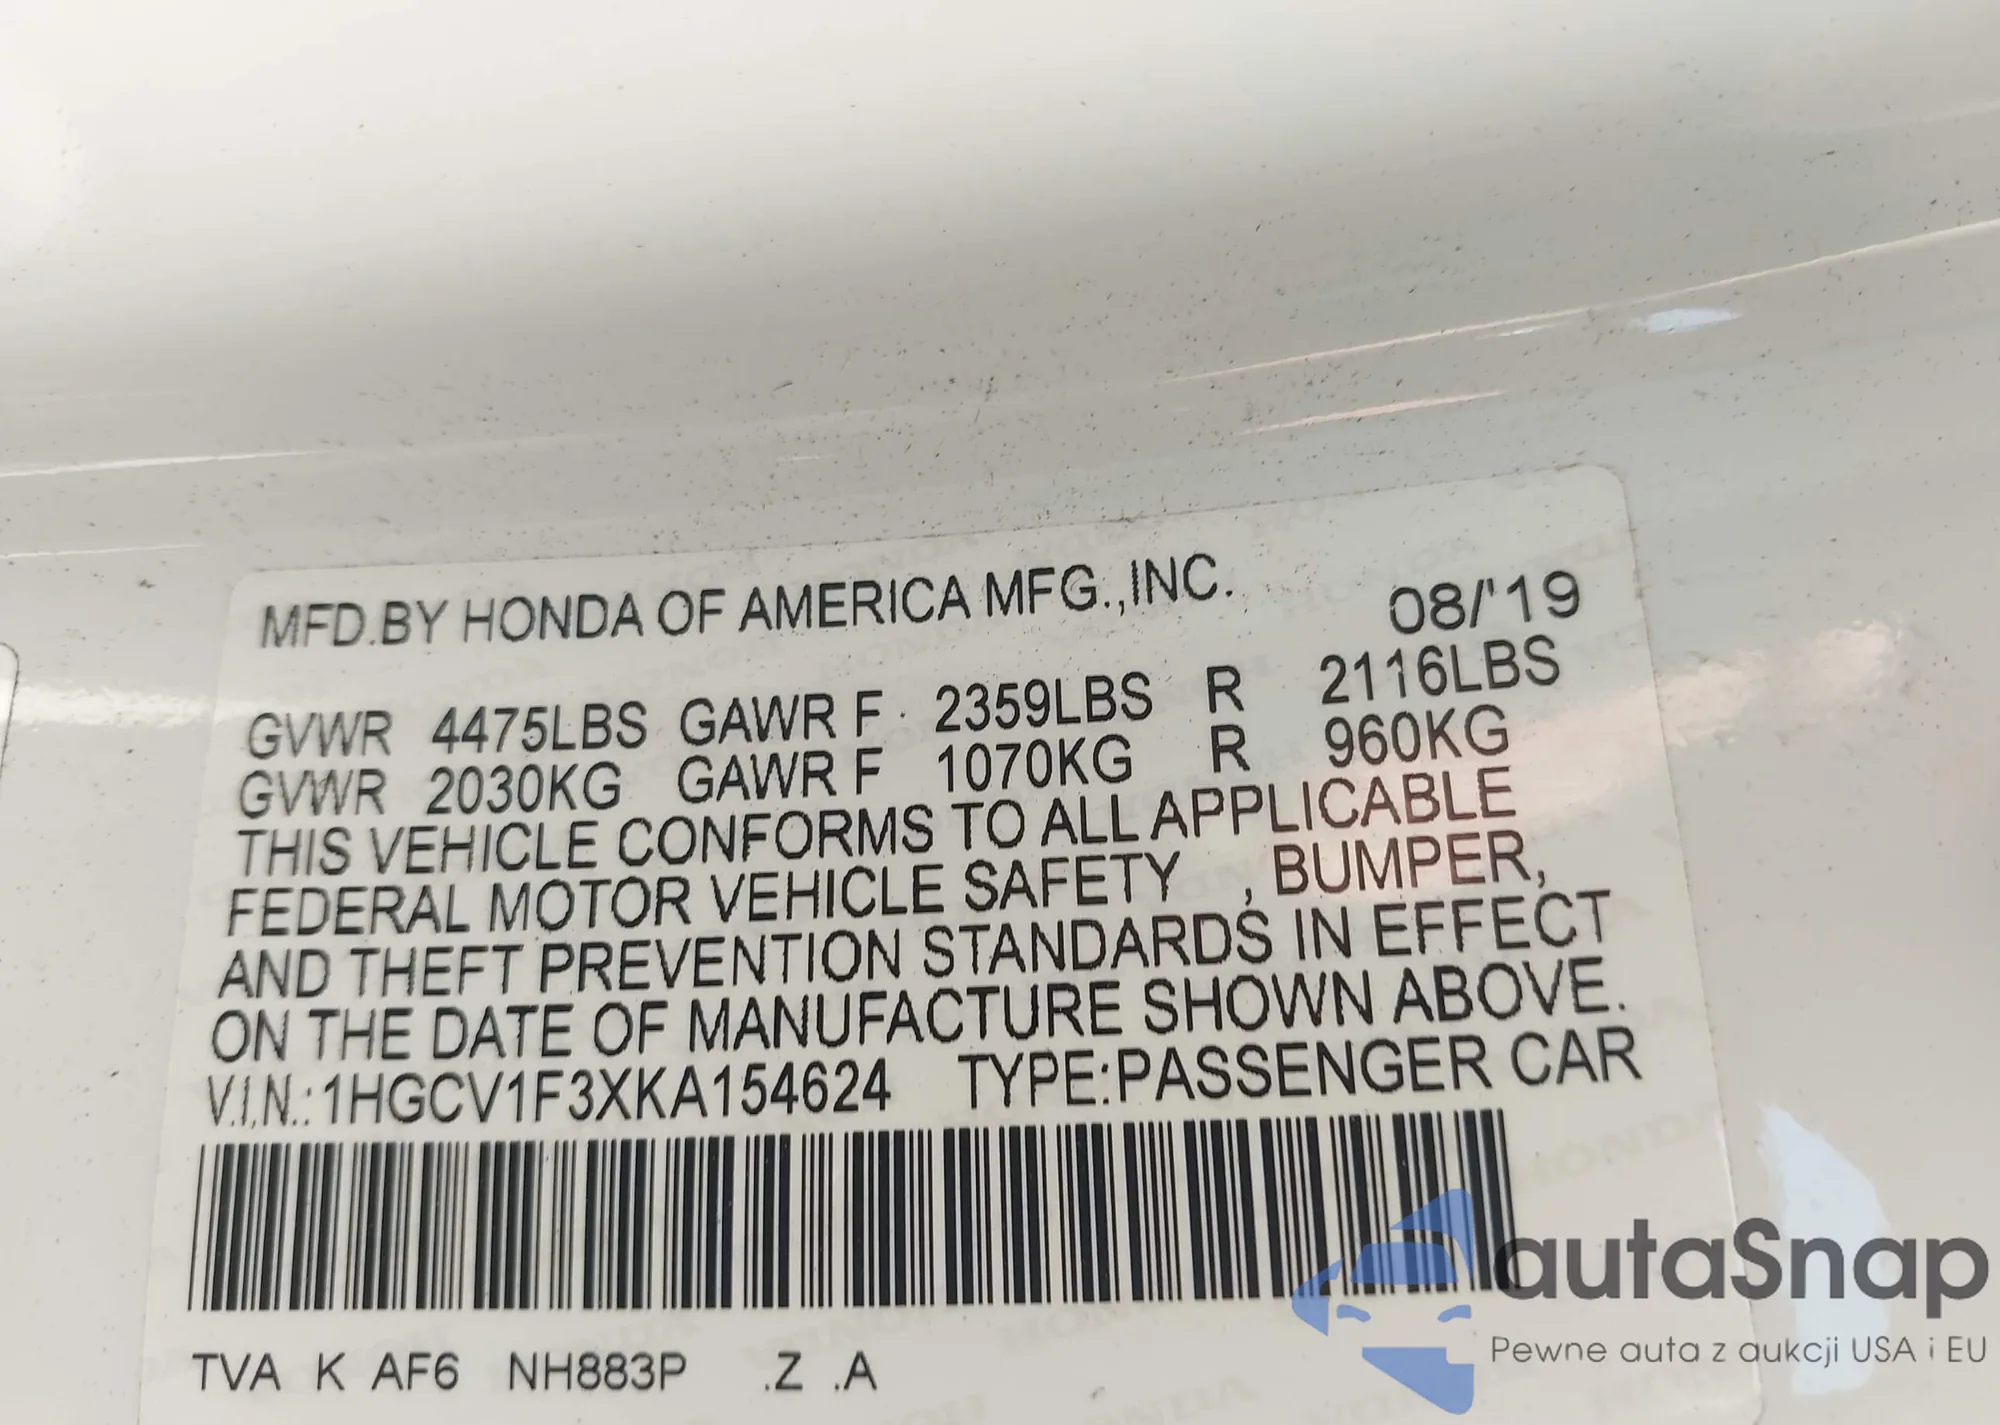 MFD.BY HONDA OF AMERICA MFG.,INC. 08/'19
GVWR 4475LBS GAWR F 2359LBS R 2116LBS
GVWR 2030KG GAWR F 1070KG R 960KG
THIS VEHICLE CONFORMS TO ALL APPLICABLE
FEDERAL MOTOR VEHICLE SAFETY , BUMPER,
AND THEFT PREVENTION STANDARDS IN EFFECT
ON THE DATE OF MANUFACTURE SHOWN ABOVE.
V.I.N.: 1HGCV1F3XKA154624 TYPE:PASSENGER CAR
TVA K AF6 NH883P .Z .A
autaSnap
Pewne auta z aukcji USA i EU